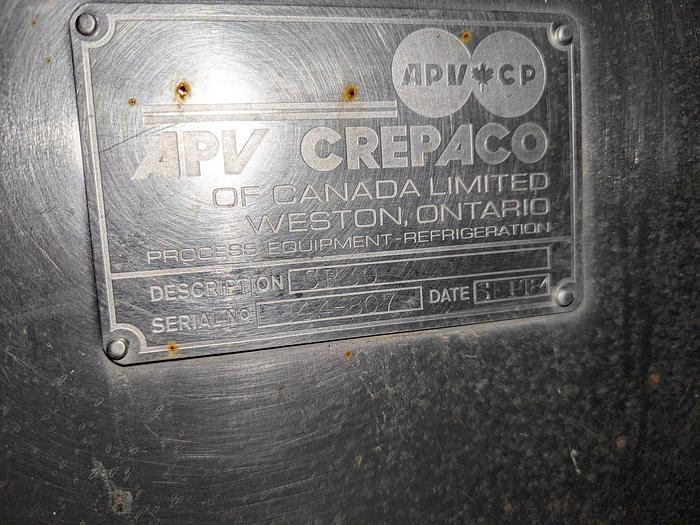 APV CP
APV CREPACO
OF CANADA LIMITED
WESTON, ONTARIO
PROCESS EQUIPMENT-REFRIGERATION
DESCRIPTION
SERIAL NO. DATE